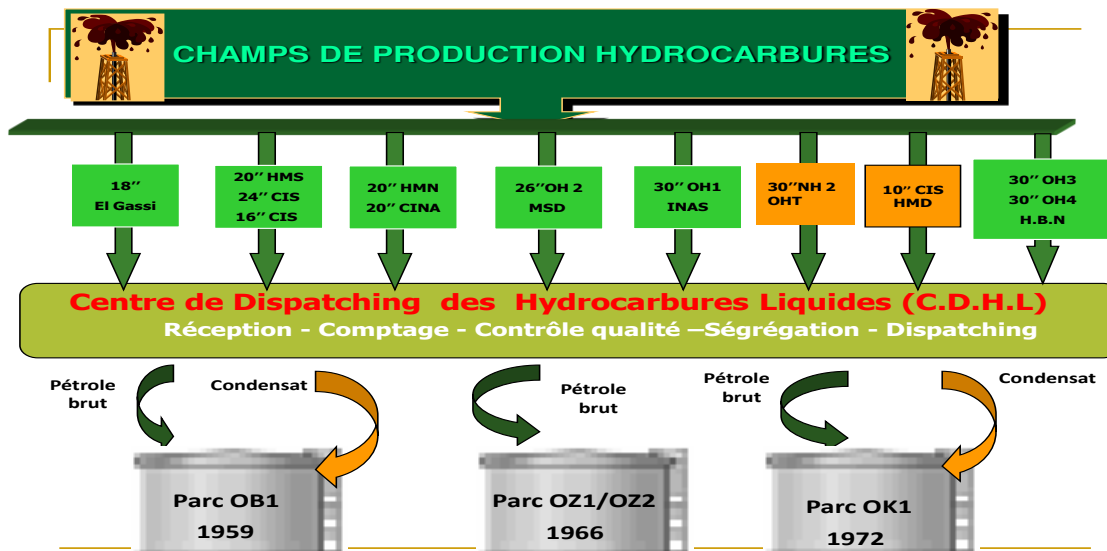 CHAMPS DE PRODUCTION HYDROCARBURES
18’’
El Gassi
20’’ HMS
24’’ CIS
16’’ CIS
20’’ HMN
20’’ CINA
26’’OH 2
MSD
30’’ OH1
INAS
30’’NH 2
OHT
10’’ CIS
HMD
30’’ OH3
30’’ OH4
H.B.N
Centre de Dispatching des Hydrocarbures Liquides (C.D.H.L)
Réception - Comptage - Contrôle qualité –Ségrégation - Dispatching
Pétrole
brut
Condensat
Pétrole
brut
Pétrole
brut
Condensat
Parc OB1
1959
Parc OZ1/OZ2
1966
Parc OK1
1972